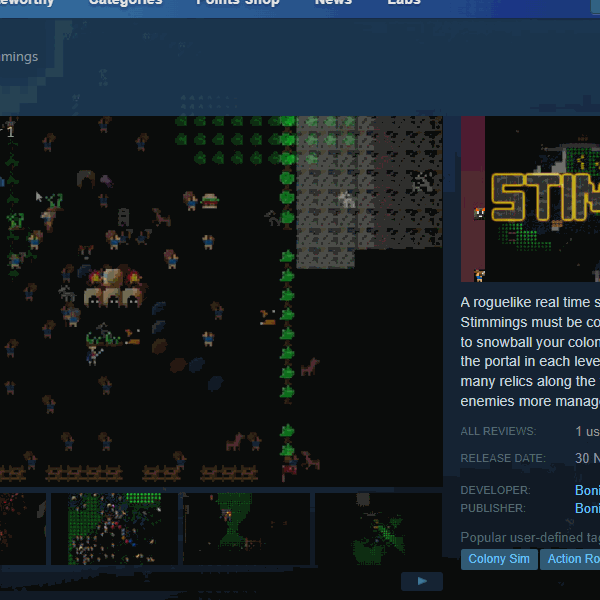 eworthy Categories Points Shop News Labs
mmings
1
STIM
A roguelike real time s
Stimmings must be co
to snowball your colon
the portal in each leve
many relics along the
enemies more manage
ALL REVIEWS: 1 us
RELEASE DATE: 30 N
DEVELOPER: Boni
PUBLISHER: Boni
Popular user-defined tag
Colony Sim Action Ro